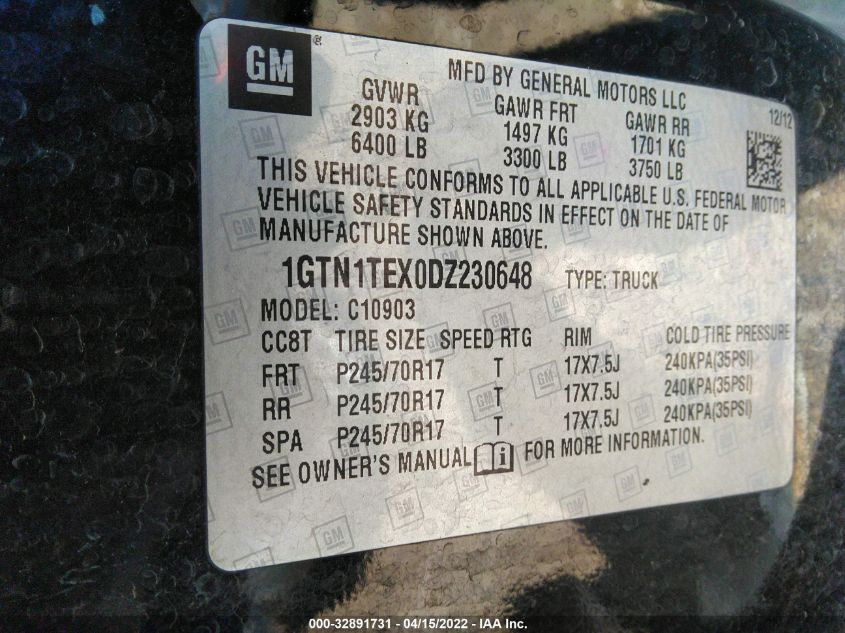 GM ®
MFD BY GENERAL MOTORS LLC
GVWR GAWR FRT GAWR RR 12/12
2903 KG 1497 KG 1701 KG
6400 LB 3300 LB 3750 LB
THIS VEHICLE CONFORMS TO ALL APPLICABLE U.S. FEDERAL MOTOR
VEHICLE SAFETY STANDARDS IN EFFECT ON THE DATE OF
MANUFACTURE SHOWN ABOVE.
1GTN1TEX0DZ230648 TYPE: TRUCK
MODEL: C10903
CC8T TIRE SIZE SPEED RTG RIM COLD TIRE PRESSURE
FRT P245/70R17 T 17X7.5J 240KPA(35PSI)
RR P245/70R17 T 17X7.5J 240KPA(35PSI)
SPA P245/70R17 T 17X7.5J 240KPA(35PSI)
SEE OWNER'S MANUAL i FOR MORE INFORMATION.
000-32891731 - 04/15/2022 - IAA Inc.